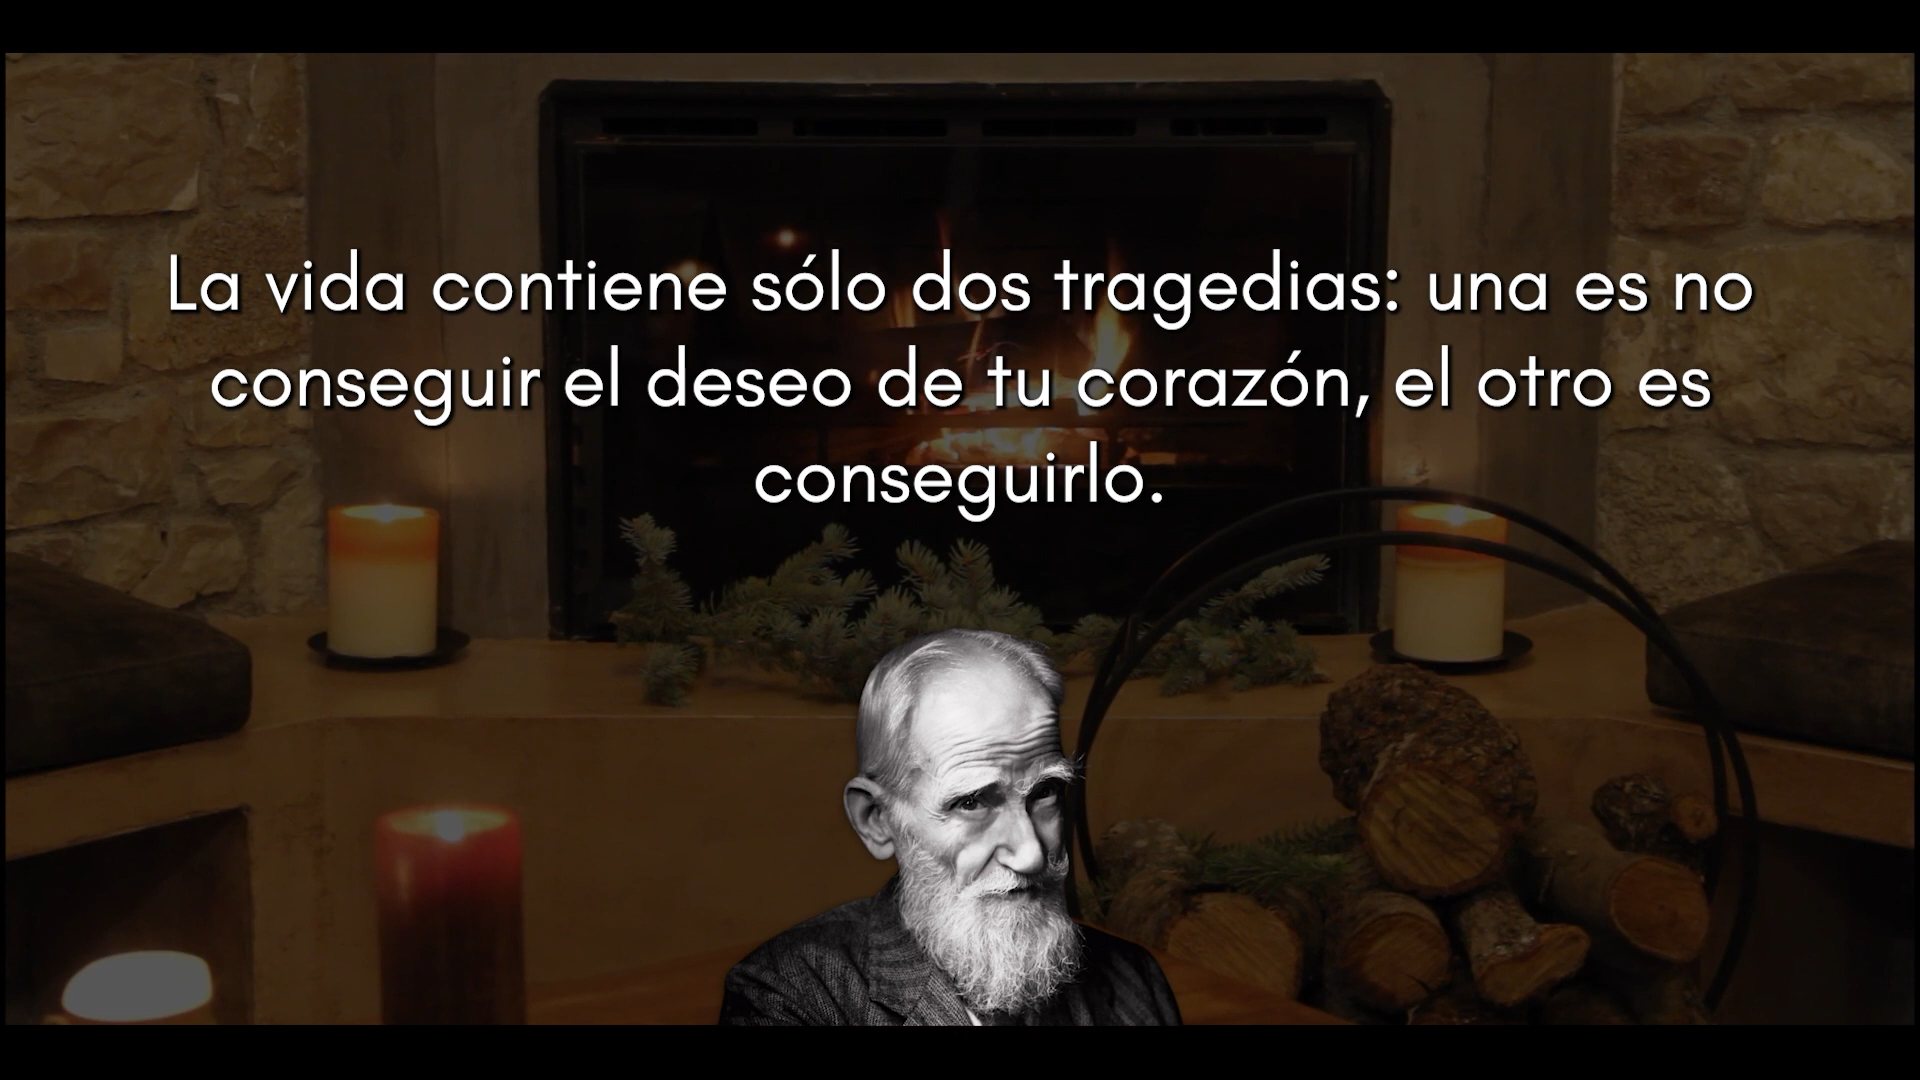 La vida contiene sólo dos tragedias: una es no
conseguir el deseo de tu corazón, el otro es
conseguirlo.